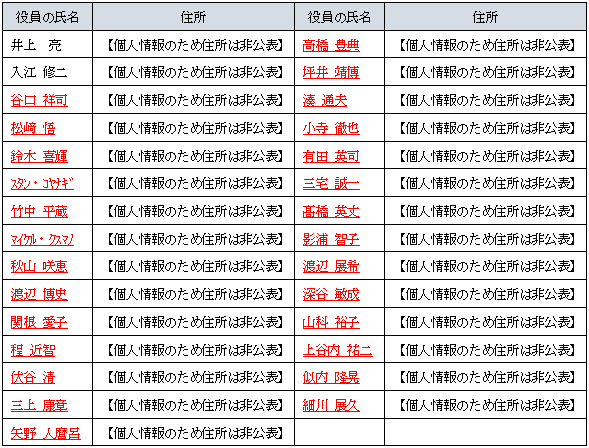 役員の氏名 住所 役員の氏名 住所
井上 亮 【個人情報のため住所は非公表】 高橋 豊典 【個人情報のため住所は非公表】
入江 修二 【個人情報のため住所は非公表】 坪井 靖博 【個人情報のため住所は非公表】
谷口 祥司 【個人情報のため住所は非公表】 湊 通夫 【個人情報のため住所は非公表】
松﨑 悟 【個人情報のため住所は非公表】 小寺 徹也 【個人情報のため住所は非公表】
鈴木 喜輝 【個人情報のため住所は非公表】 有田 英司 【個人情報のため住所は非公表】
ｽﾀﾝ・ｺﾔﾅｷﾞ 【個人情報のため住所は非公表】 三宅 誠一 【個人情報のため住所は非公表】
竹中 平蔵 【個人情報のため住所は非公表】 髙橋 英丈 【個人情報のため住所は非公表】
ﾏｲｹﾙ・ｸｽﾏﾉ 【個人情報のため住所は非公表】 影浦 智子 【個人情報のため住所は非公表】
秋山 咲恵 【個人情報のため住所は非公表】 渡辺 展希 【個人情報のため住所は非公表】
渡辺 博史 【個人情報のため住所は非公表】 深谷 敏成 【個人情報のため住所は非公表】
関根 愛子 【個人情報のため住所は非公表】 山科 裕子 【個人情報のため住所は非公表】
程 近智 【個人情報のため住所は非公表】 上谷内 祐二 【個人情報のため住所は非公表】
伏谷 清 【個人情報のため住所は非公表】 似内 隆晃 【個人情報のため住所は非公表】
三上 康章 【個人情報のため住所は非公表】 細川 展久 【個人情報のため住所は非公表】
矢野 人磨呂 【個人情報のため住所は非公表】